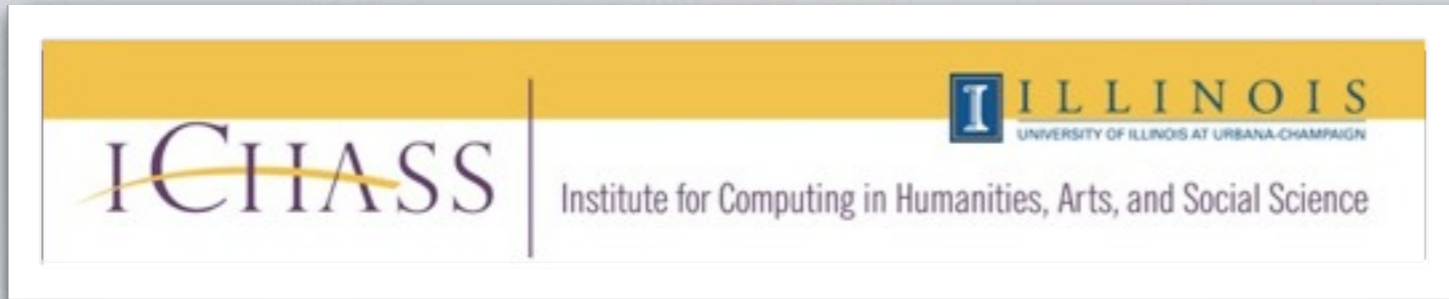 I ILLINOIS
UNIVERSITY OF ILLINOIS AT URBANA-CHAMPAIGN
ICHASS
Institute for Computing in Humanities, Arts, and Social Science